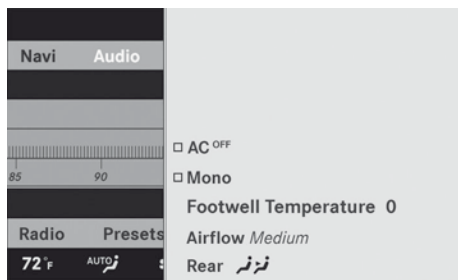 Navi Audio
85 90
Radio Presets
72°F AUTO
□ AC OFF
□ Mono
Footwell Temperature 0
Airflow Medium
Rear